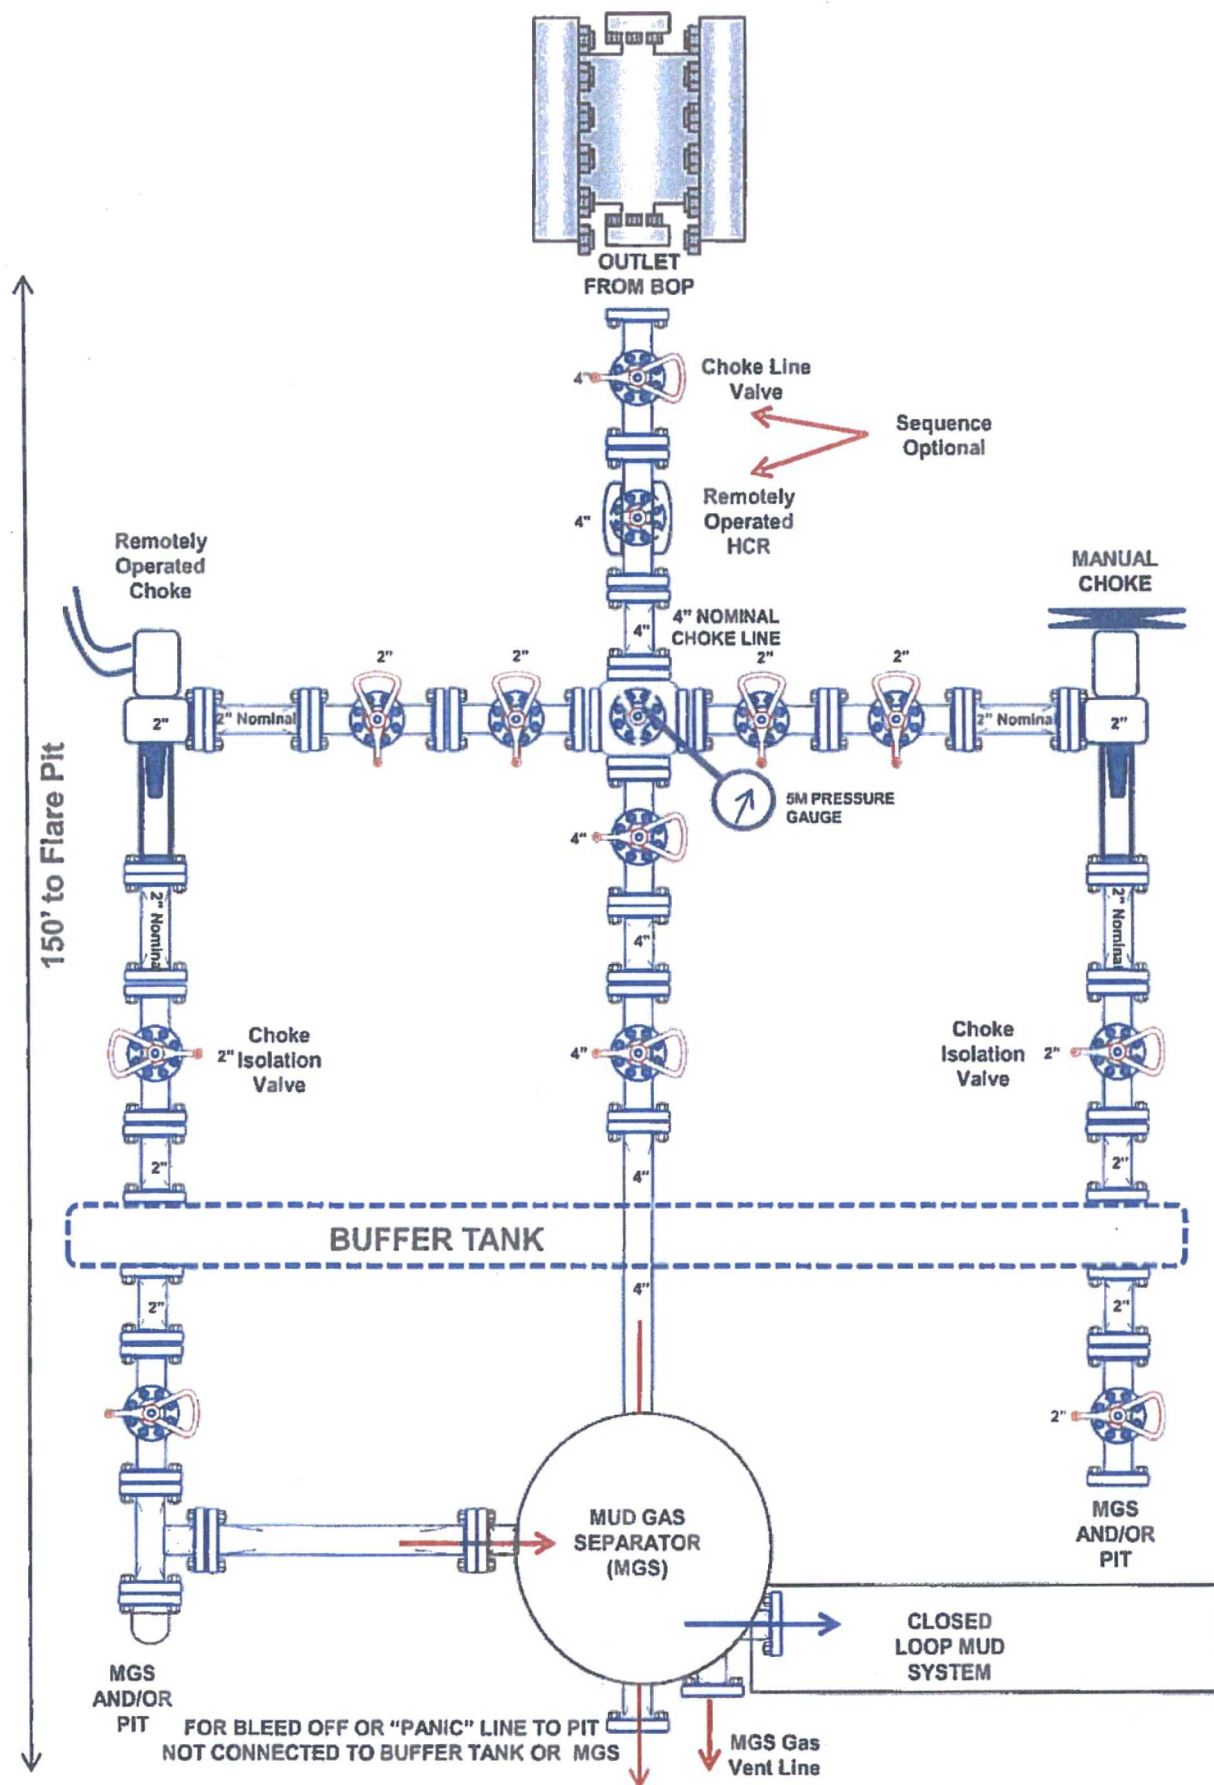 OUTLET
FROM BOP
4"
Choke Line
Valve
Sequence
Optional
4"
Remotely
Operated
HCR
Remotely
Operated
Choke
MANUAL
CHOKE
4"
4" NOMINAL
CHOKE LINE
2"
2"
2"
2"
2"
2" Nominal
2" Nominal
2"
5M PRESSURE
GAUGE
4"
150' to Flare Pit
2" Nominal
4"
2" Nominal
2"
Choke
Isolation
Valve
4"
Choke
Isolation
Valve
2"
2"
4"
2"
BUFFER TANK
2"
4"
2"
2"
MUD GAS
SEPARATOR
(MGS)
MGS
AND/OR
PIT
CLOSED
LOOP MUD
SYSTEM
MGS
AND/OR
PIT
FOR BLEED OFF OR "PANIC" LINE TO PIT
NOT CONNECTED TO BUFFER TANK OR MGS
MGS Gas
Vent Line